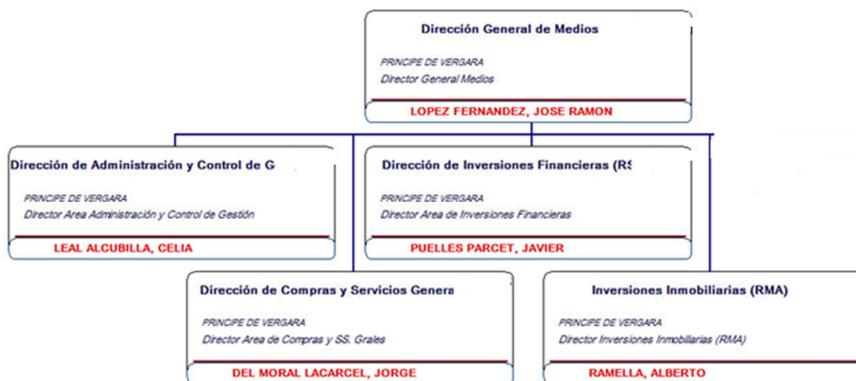 Dirección General de Medios
PRINCIPE DE VERGARA
Director General Medios
LOPEZ FERNANDEZ, JOSE RAMON
Dirección de Administración y Control de G
PRINCIPE DE VERGARA
Director Area Administración y Control de Gestión
LEAL ALCUBILLA, CELIA
Dirección de Inversiones Financieras (RS
PRINCIPE DE VERGARA
Director Area de Inversiones Financieras
PUELLES PARCET, JAVIER
Dirección de Compras y Servicios Genera
PRINCIPE DE VERGARA
Director Area de Compras y SS. Grales
DEL MORAL LACARCEL, JORGE
Inversiones Inmobiliarias (RMA)
PRINCIPE DE VERGARA
Director Inversiones Inmobiliarias (RMA)
RAMELLA, ALBERTO